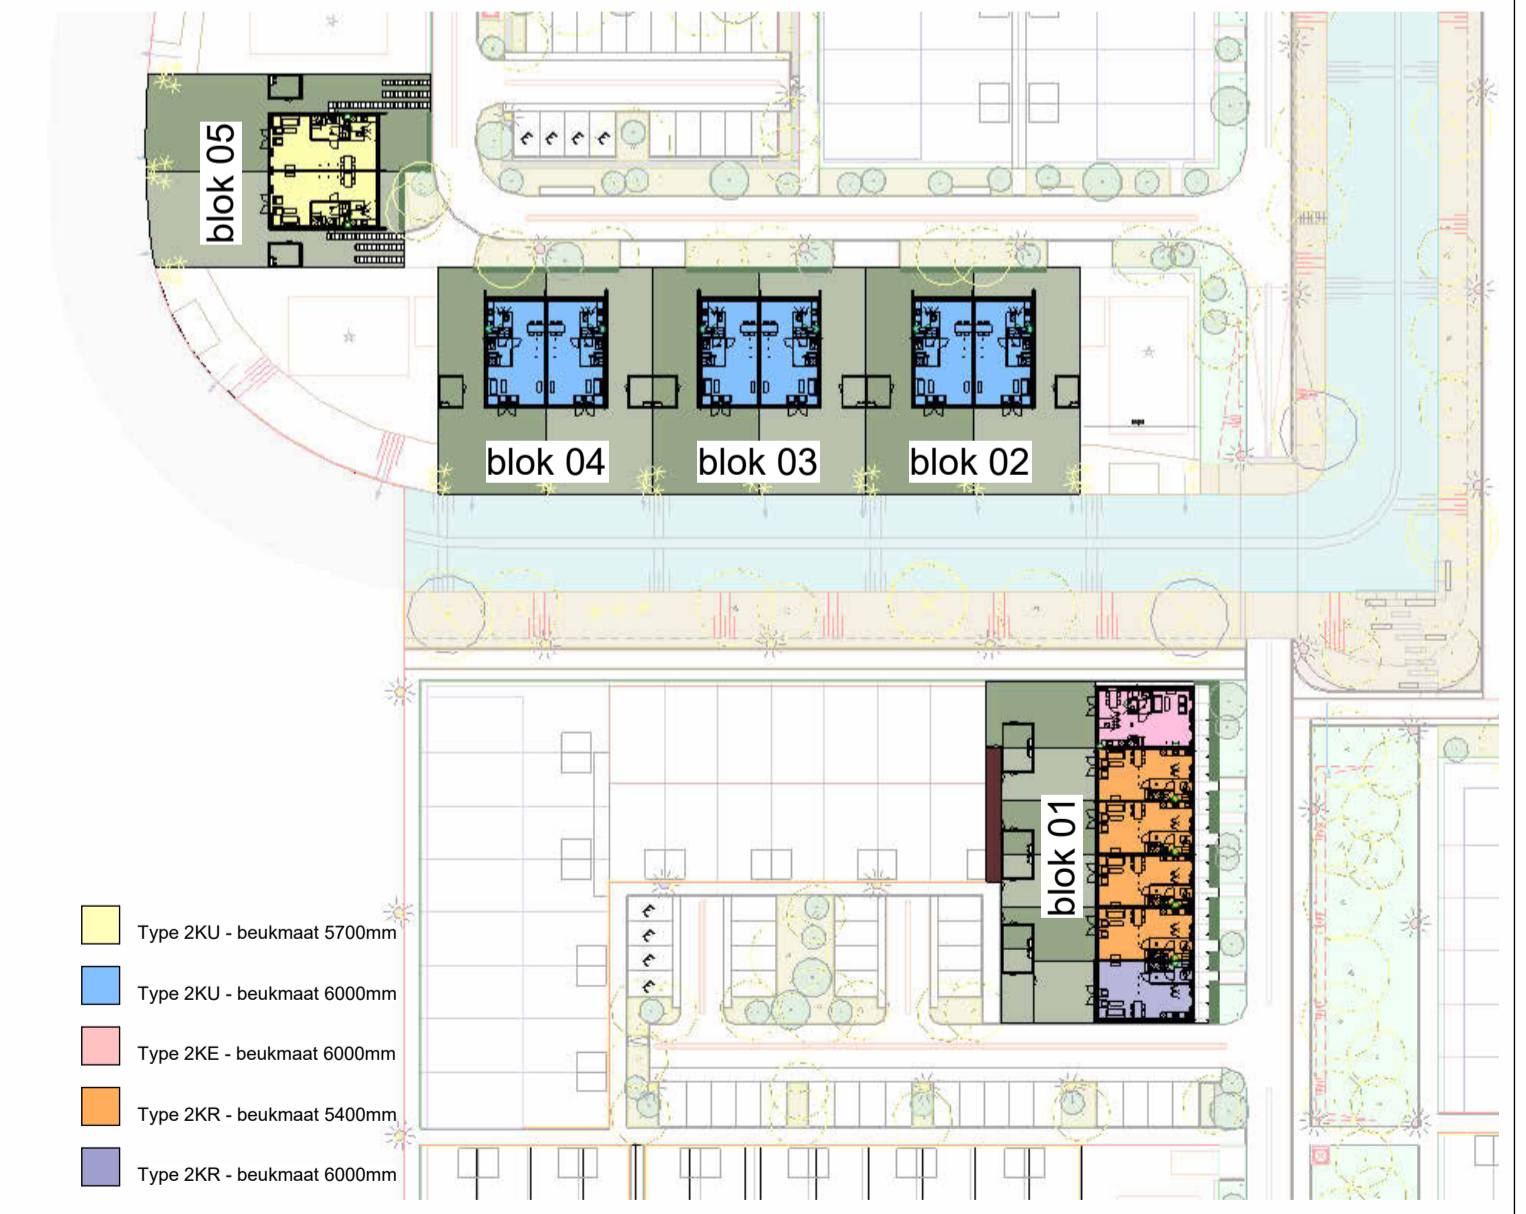 blok 05
blok 04
blok 03
blok 02
blok 01
Type 2KU - beukmaat 5700mm
Type 2KU - beukmaat 6000mm
Type 2KE - beukmaat 6000mm
Type 2KR - beukmaat 5400mm
Type 2KR - beukmaat 6000mm